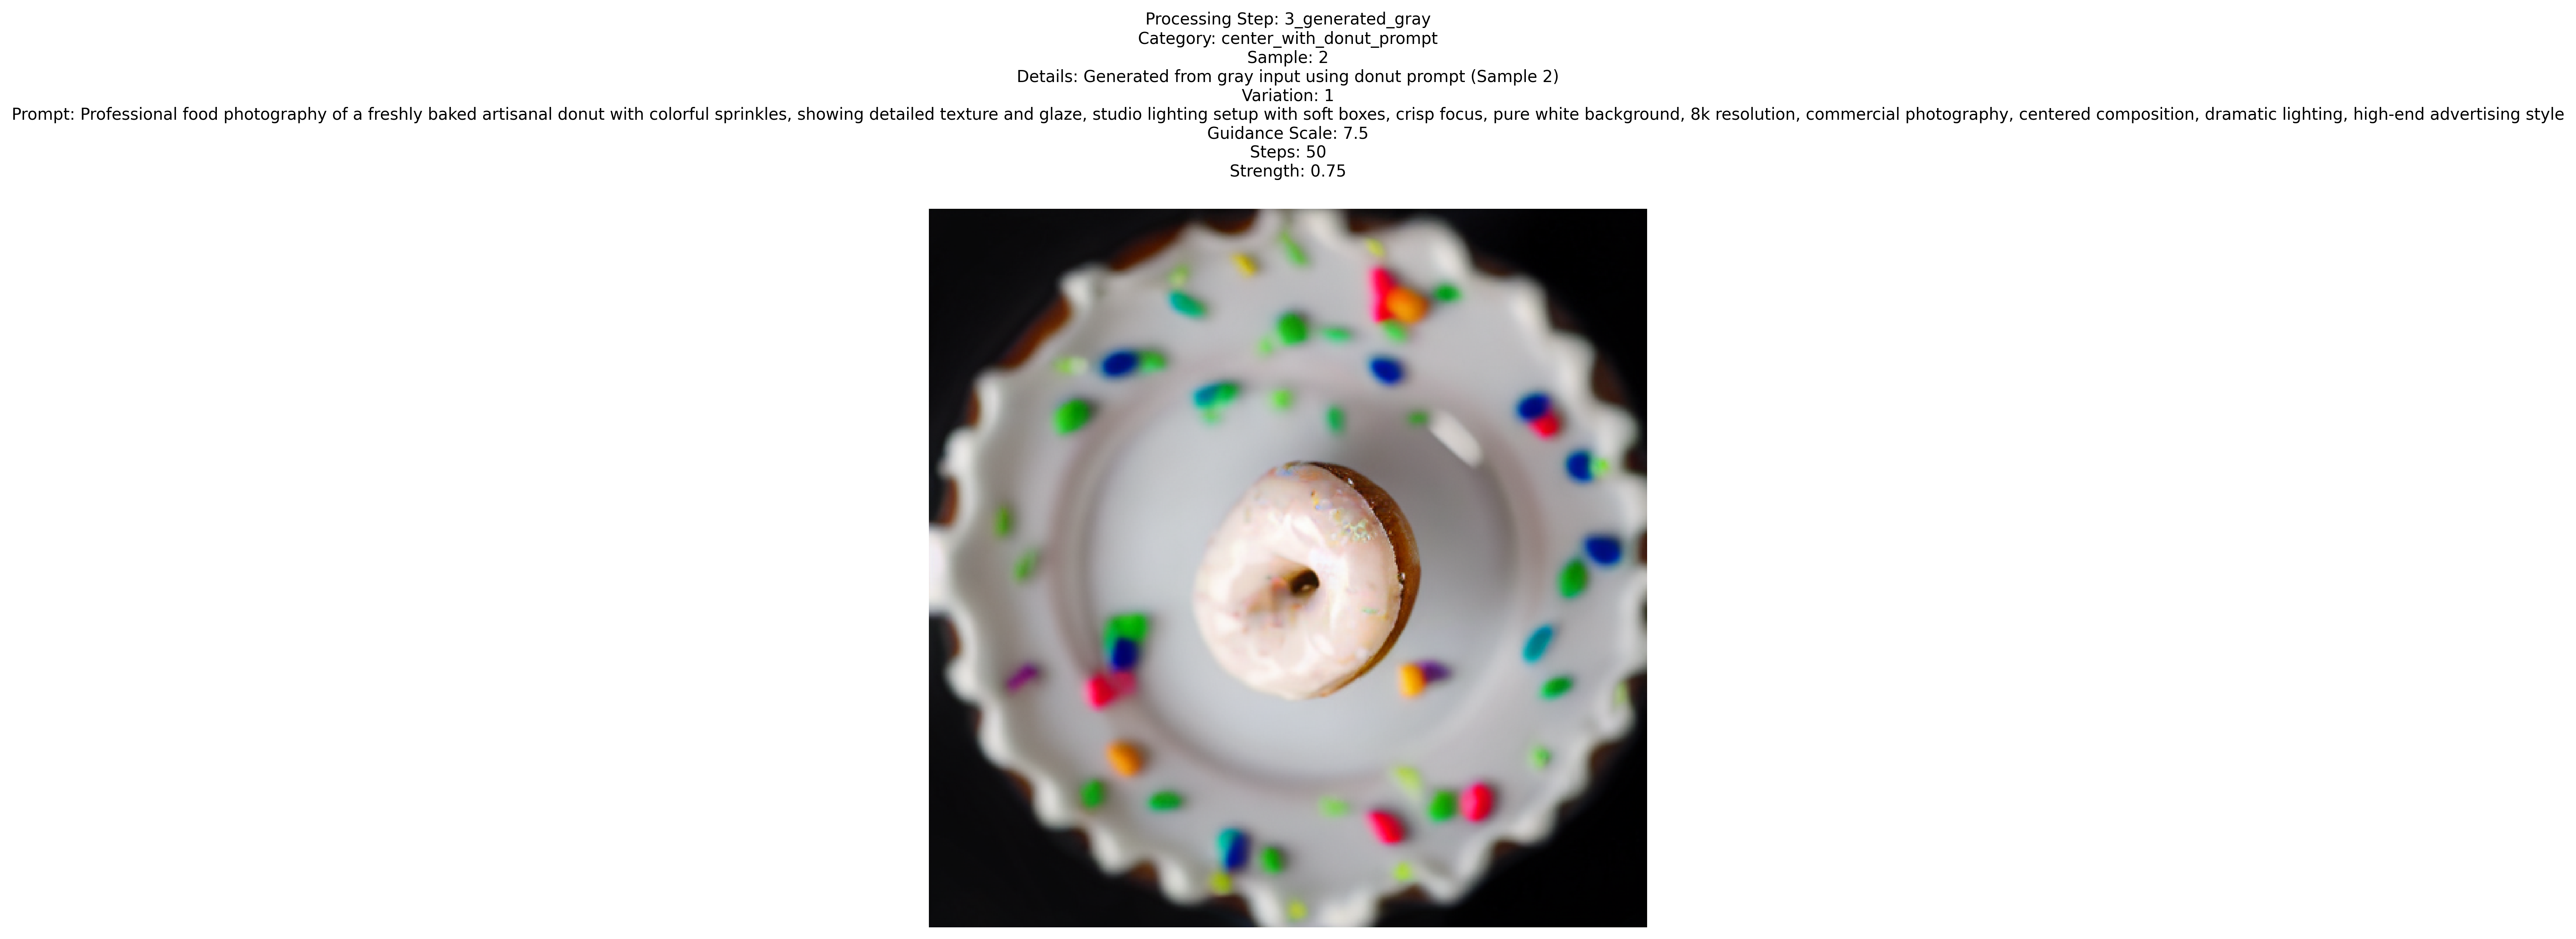 Processing Step: 3_generated_gray
Category: center_with_donut_prompt
Sample: 2
Details: Generated from gray input using donut prompt (Sample 2)
Variation: 1
Prompt: Professional food photography of a freshly baked artisanal donut with colorful sprinkles, showing detailed texture and glaze, studio lighting setup with soft boxes, crisp focus, pure white background, 8k resolution, commercial photography, centered composition, dramatic lighting, high-end advertising style
Guidance Scale: 7.5
Steps: 50
Strength: 0.75